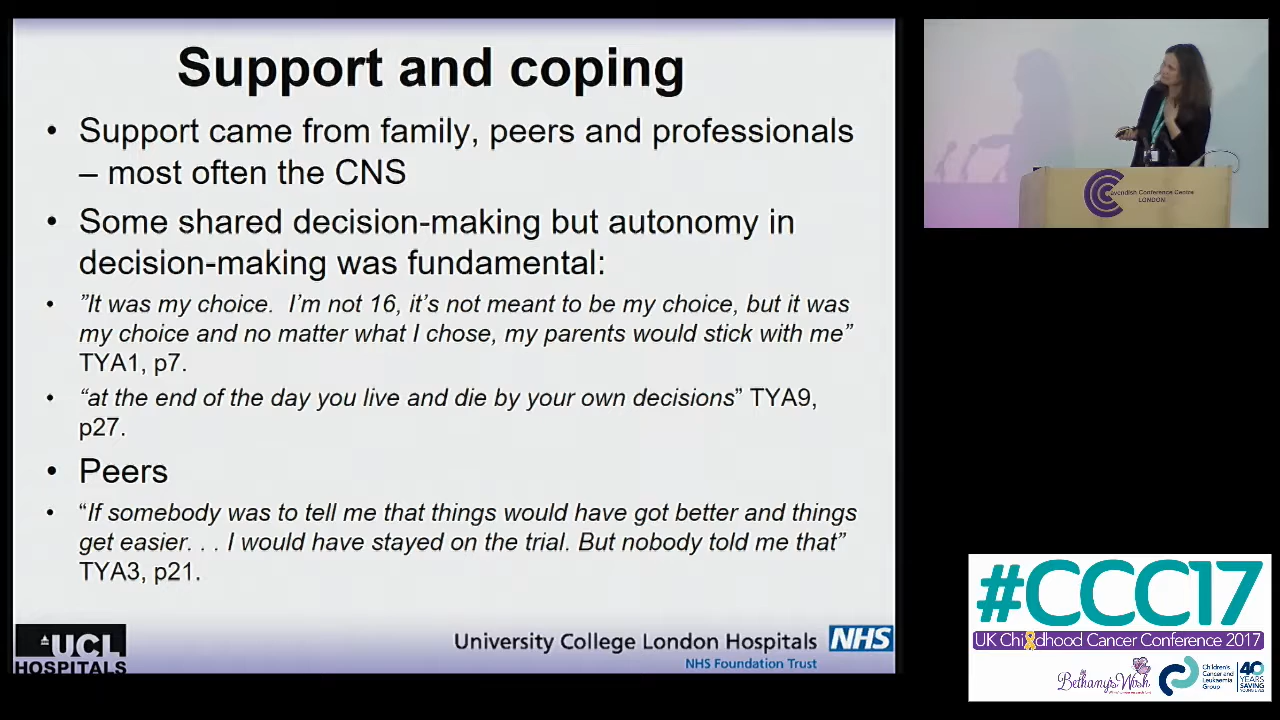 Support and coping
• Support came from family, peers and professionals
– most often the CNS
• Some shared decision-making but autonomy in
decision-making was fundamental:
• ”It was my choice.  I’m not 16, it’s not meant to be my choice, but it was
my choice and no matter what I chose, my parents would stick with me”
TYA1, p7.
• “at the end of the day you live and die by your own decisions” TYA9,
p27.
• Peers
• “If somebody was to tell me that things would have got better and things
get easier. . . I would have stayed on the trial. But nobody told me that”
TYA3, p21.
UCL
HOSPITALS
University College London Hospitals NHS
NHS Foundation Trust
Cavendish Conference Centre
LONDON
#CCC17
UK Childhood Cancer Conference 2017
Bethany's Wish
Children's
Cancer and
Leukaemia
Group
40
YEARS
SAVING
YOUNG LIVES